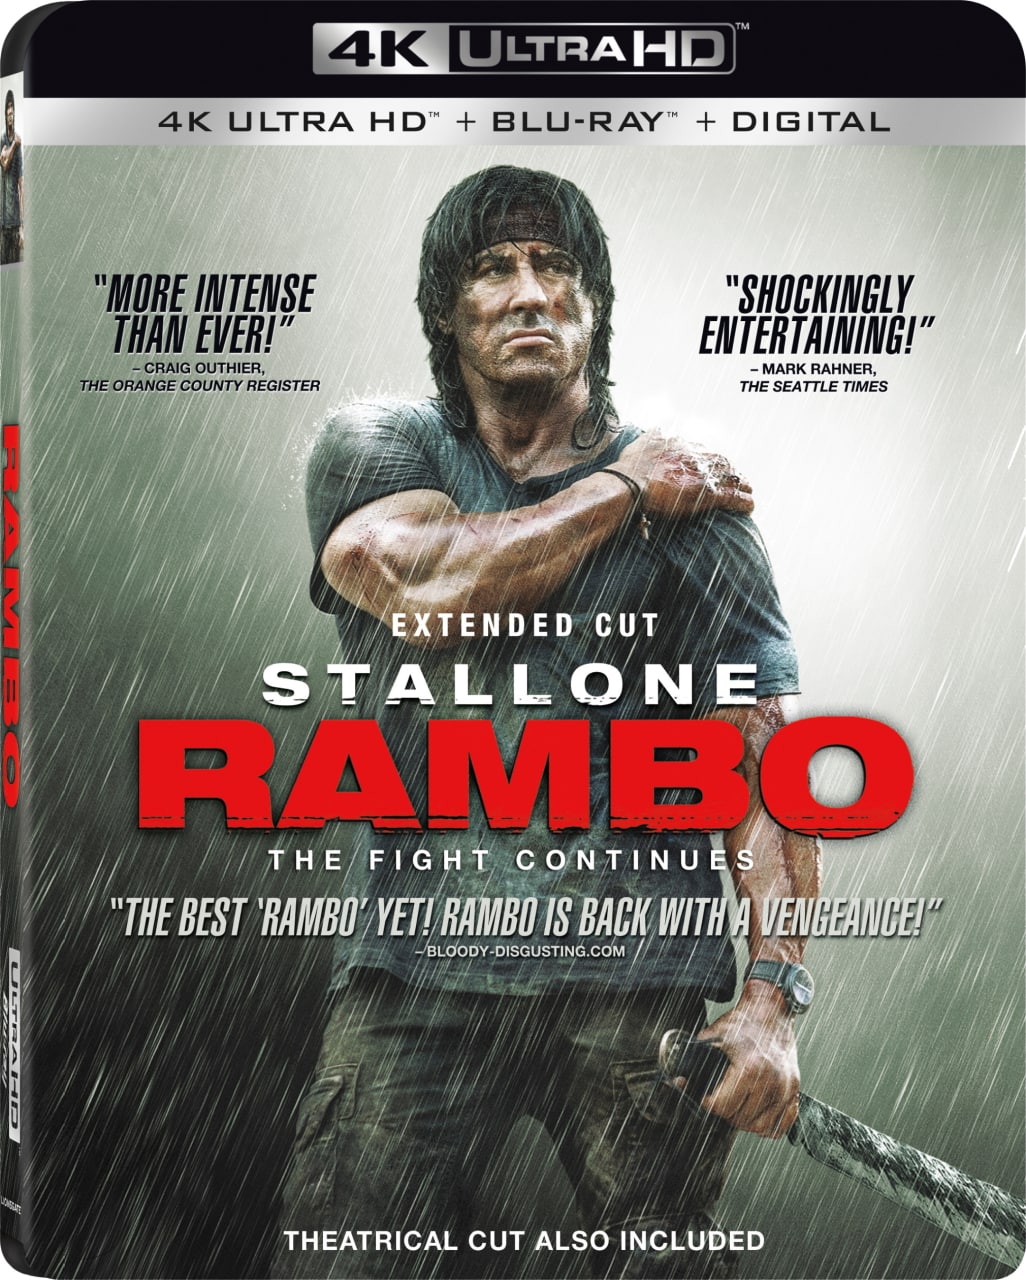 4K ULTRAHD™
4K ULTRA HD™ + BLU-RAY™ + DIGITAL
"MORE INTENSE
THAN EVER!"
– CRAIG OUTHIER,
THE ORANGE COUNTY REGISTER
"SHOCKINGLY
ENTERTAINING!"
– MARK RAHNER,
THE SEATTLE TIMES
EXTENDED CUT
STALLONE
RAMBO
THE FIGHT CONTINUES
"THE BEST 'RAMBO' YET! RAMBO IS BACK WITH A VENGEANCE!"
– BLOODY-DISGUSTING.COM
THEATRICAL CUT ALSO INCLUDED
RAMBO
ULTRA HD
LIONSGATE